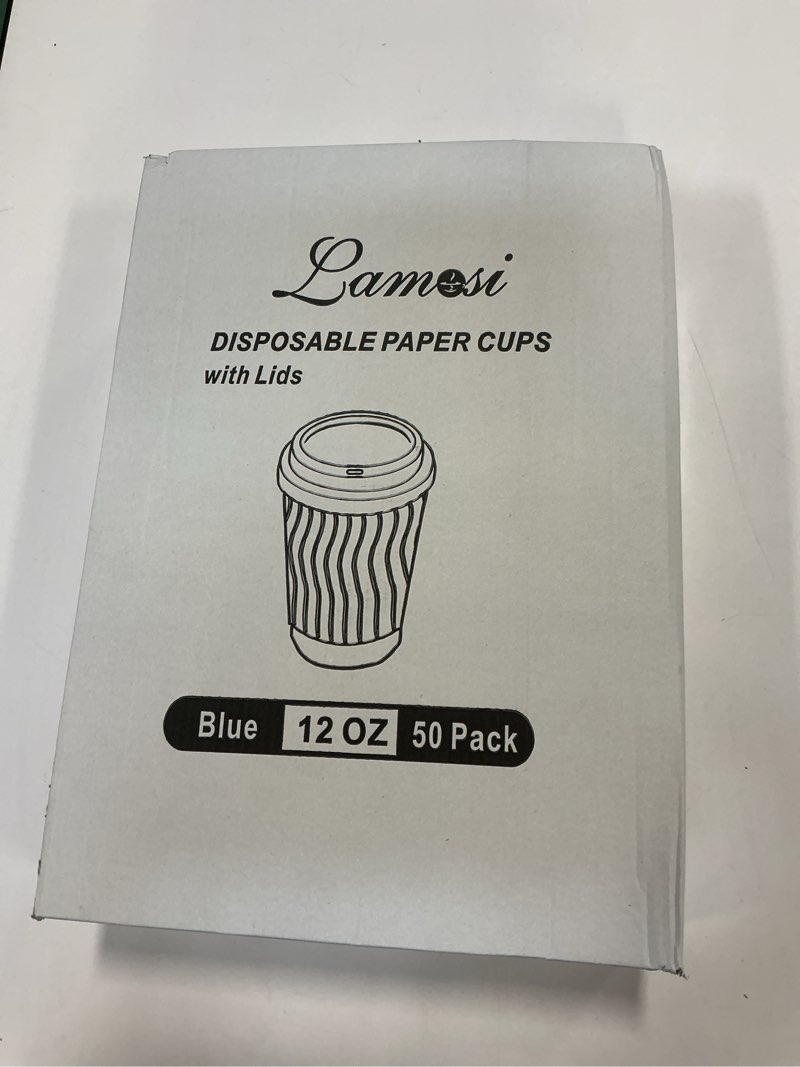 Lamosi
DISPOSABLE PAPER CUPS
with Lids
Blue 12 OZ 50 Pack